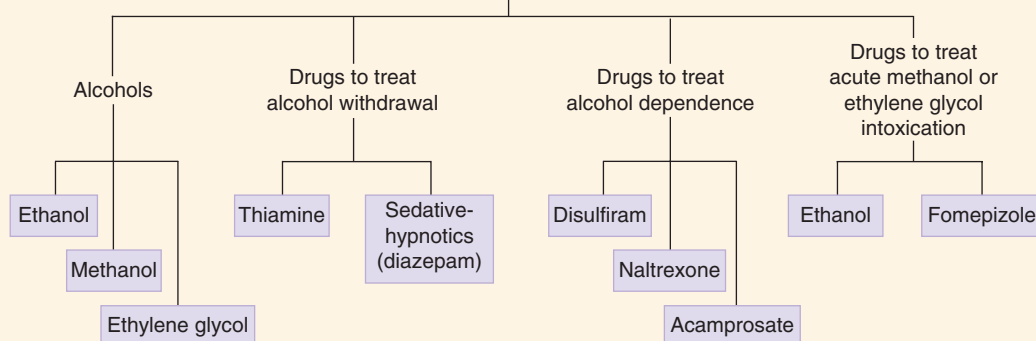 Alcohols
Drugs to treat
alcohol withdrawal
Drugs to treat
alcohol dependence
Drugs to treat
acute methanol or
ethylene glycol
intoxication
Ethanol
Methanol
Ethylene glycol
Thiamine
Sedative-
hypnotics
(diazepam)
Disulfiram
Naltrexone
Acamprosate
Ethanol
Fomepizole